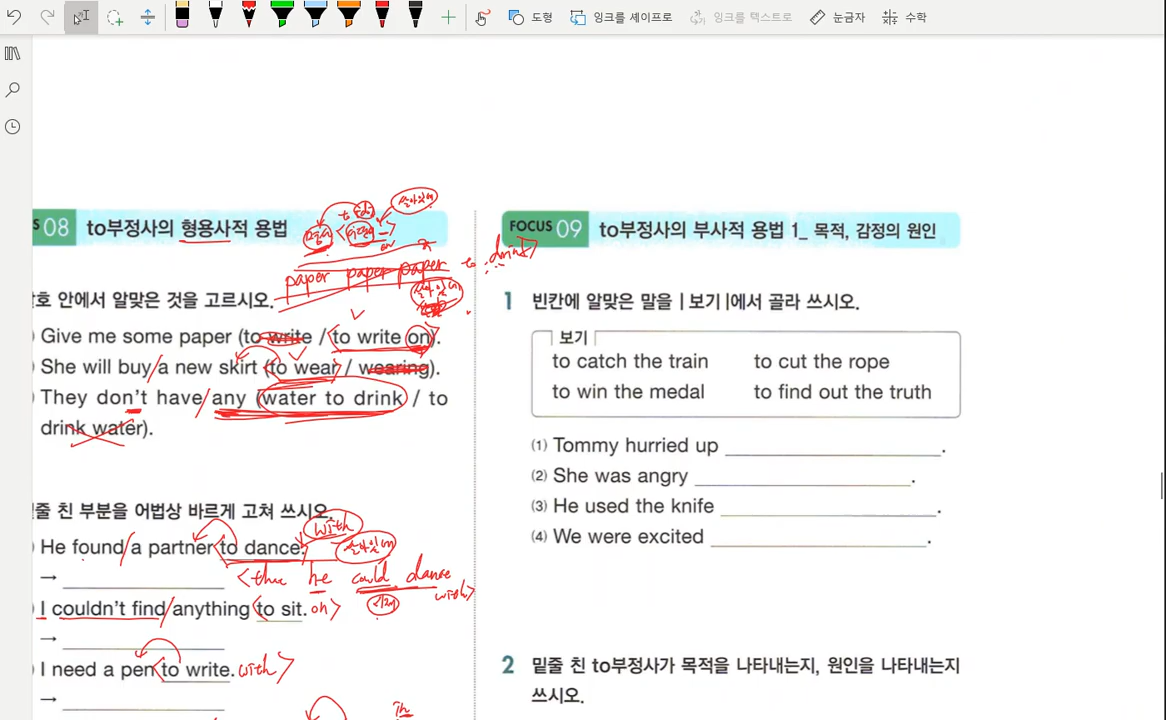 도형
잉크를 셰이프로
잉크를 텍스트로
눈금자
수학
08 to부정사의 형용사적 용법
paper paper paper to drink
호 안에서 알맞은 것을 고르시오.
Give me some paper (to write / to write on).
She will buy a new skirt (to wear / wearing).
They don't have any (water to drink / to
drink water).
줄 친 부분을 어법상 바르게 고쳐 쓰시오.
with
He found a partner to dance.
→
he could dance with
I couldn't find anything to sit. on
→
I need a pen to write. with
→
in
FOCUS 09 to부정사의 부사적 용법 1_ 목적, 감정의 원인
1 빈칸에 알맞은 말을 | 보기 |에서 골라 쓰시오.
보기
to catch the train to cut the rope
to win the medal to find out the truth
(1) Tommy hurried up .
(2) She was angry .
(3) He used the knife .
(4) We were excited .
2 밑줄 친 to부정사가 목적을 나타내는지, 원인을 나타내는지
쓰시오.